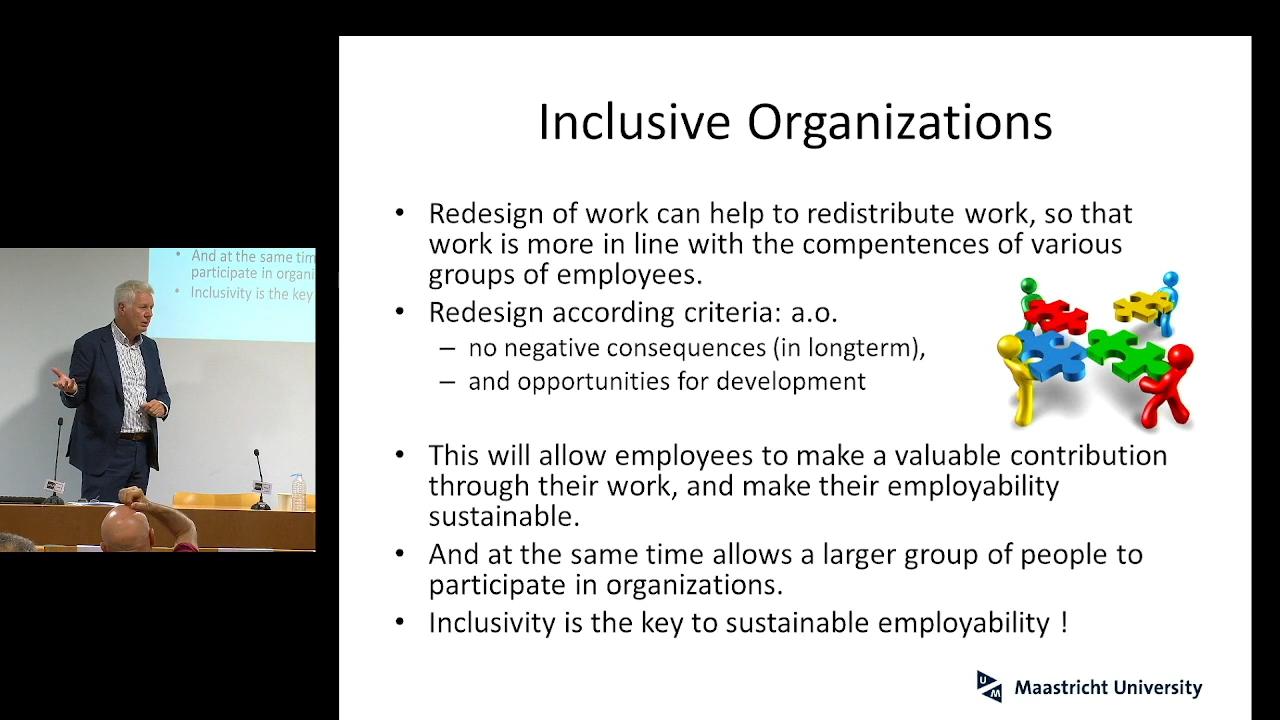 Inclusive Organizations
• Redesign of work can help to redistribute work, so that
work is more in line with the compentences of various
groups of employees.
• Redesign according criteria: a.o.
– no negative consequences (in longterm),
– and opportunities for development
• This will allow employees to make a valuable contribution
through their work, and make their employability
sustainable.
• And at the same time allows a larger group of people to
participate in organizations.
• Inclusivity is the key to sustainable employability !
UM Maastricht University
• And at the same tim
participate in organi
• Inclusivity is the key